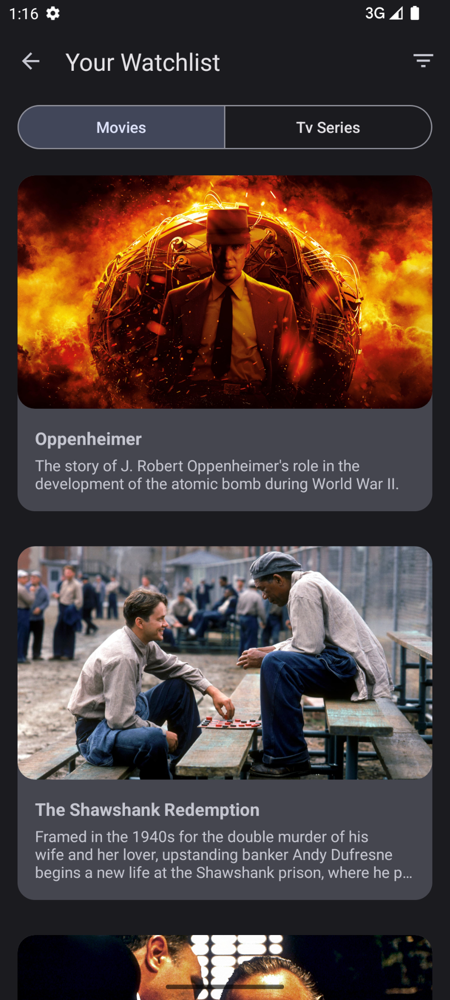 1:16
3G
Your Watchlist
Movies
Tv Series
Oppenheimer
The story of J. Robert Oppenheimer's role in the
development of the atomic bomb during World War II.
The Shawshank Redemption
Framed in the 1940s for the double murder of his
wife and her lover, upstanding banker Andy Dufresne
begins a new life at the Shawshank prison, where he p...